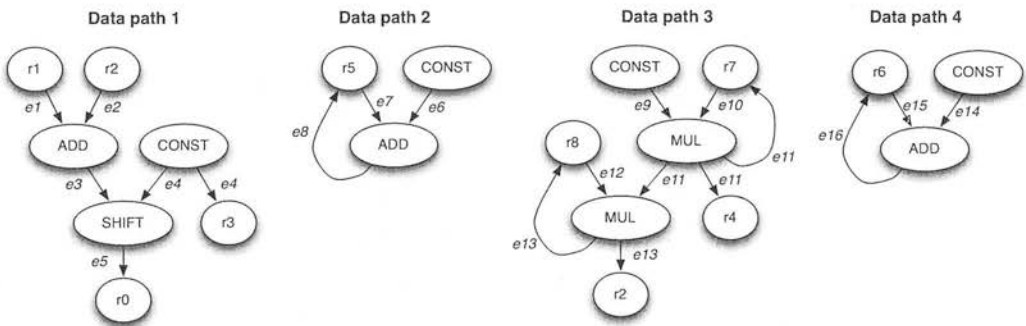 Data path 1
r1
r2
e1
e2
ADD
CONST
e3
e4
e4
SHIFT
r3
e5
r0
Data path 2
r5
CONST
e7
e6
e8
ADD
Data path 3
CONST
r7
e9
e10
r8
MUL
e11
e12
e11
e11
MUL
r4
e13
e13
r2
Data path 4
r6
CONST
e15
e14
e16
ADD